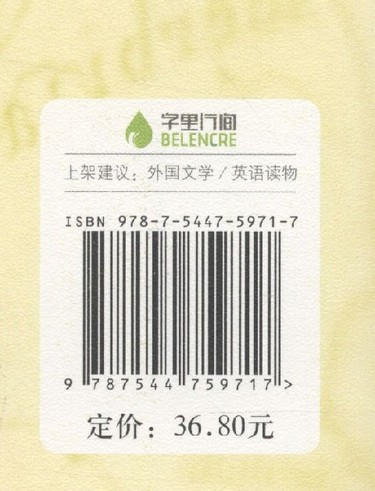 字里行间
BELENCRE
上架建议：外国文学/英语读物
ISBN 978-7-5447-5971-7
9 787544 759717 >
定价：36.80元